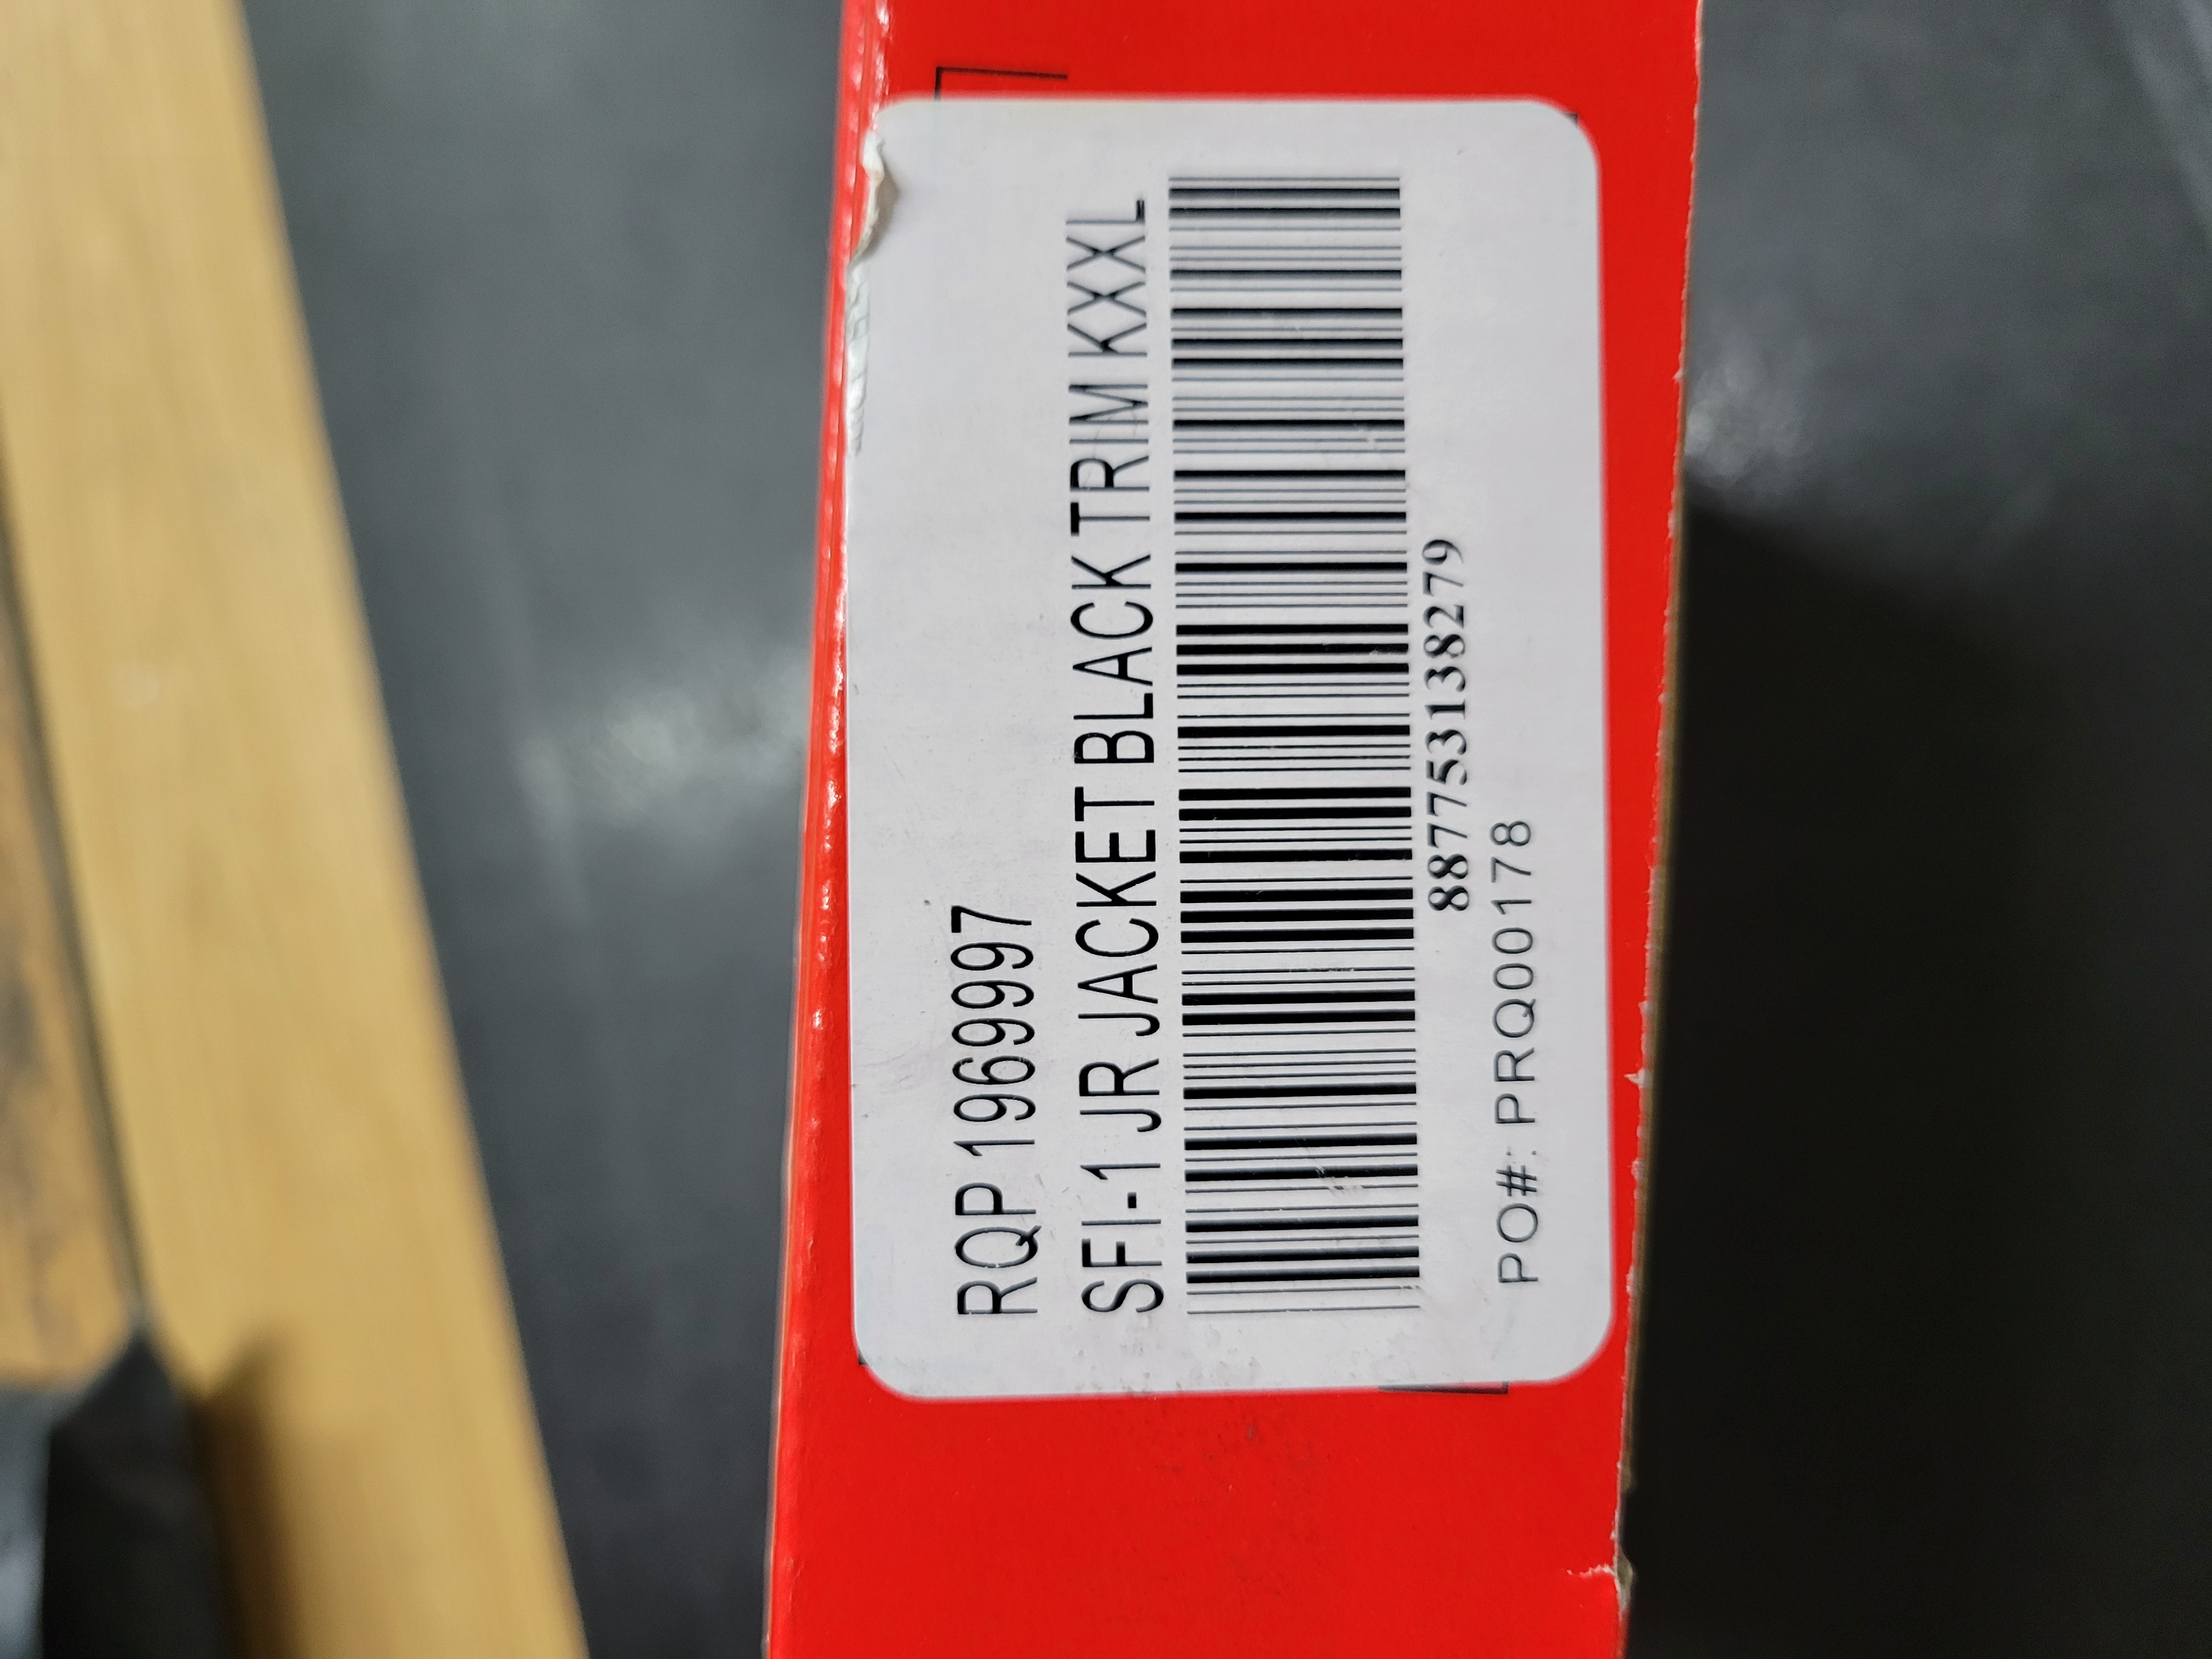 RQP 1969997
SFI-1 JR JACKET BLACK TRIM KXXL
887753138279
PO#: PRQ00178